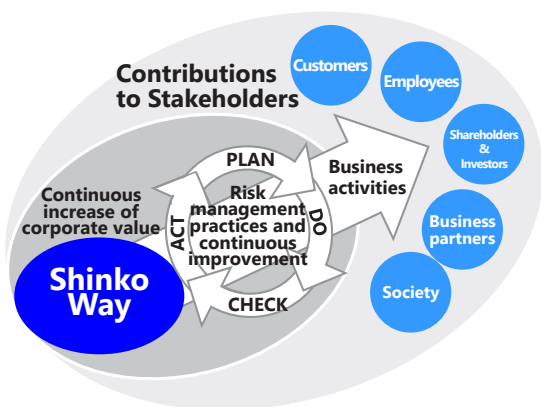 Contributions
to Stakeholders
Customers
Employees
Shareholders
&
Investors
Business
partners
Society
Business
activities
PLAN
DO
CHECK
ACT
Risk
management
practices and
continuous
improvement
Continuous
increase of
corporate value
Shinko
Way